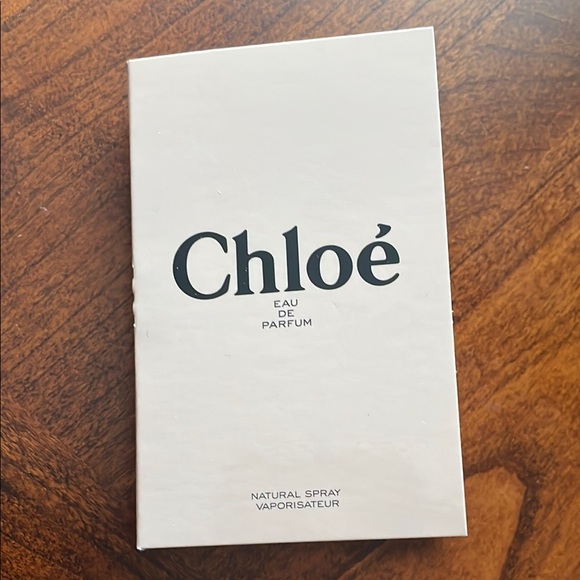 Chloé
EAU
DE
PARFUM
NATURAL SPRAY
VAPORISATEUR